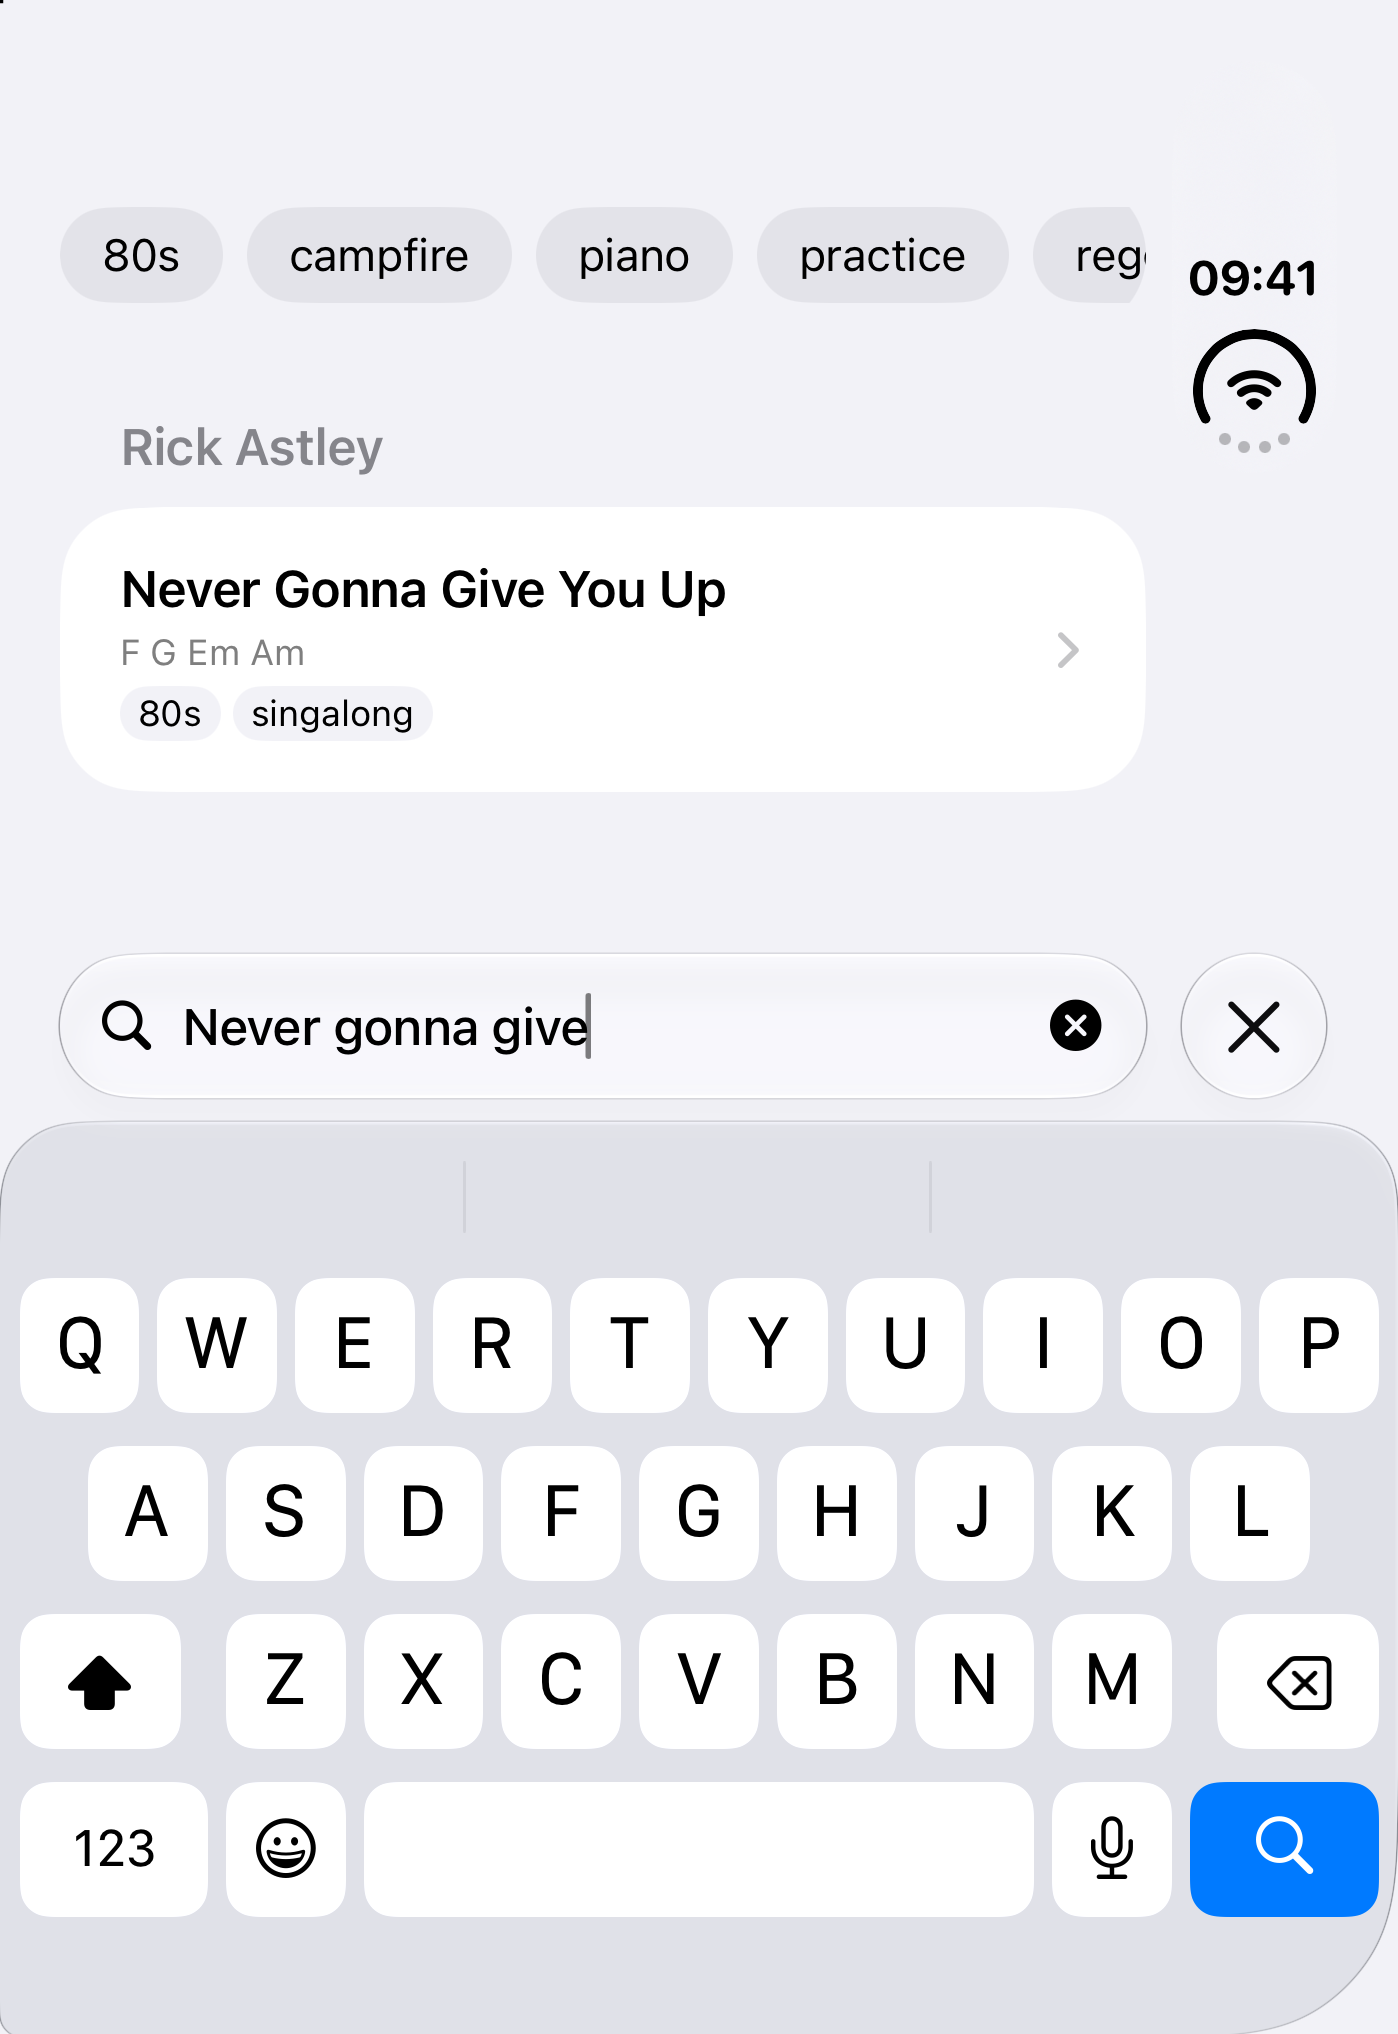 80s campfire piano practice reg
09:41
Rick Astley
Never Gonna Give You Up
F G Em Am
80s singalong
Never gonna give
Q W E R T Y U I O P
A S D F G H J K L
Z X C V B N M
123